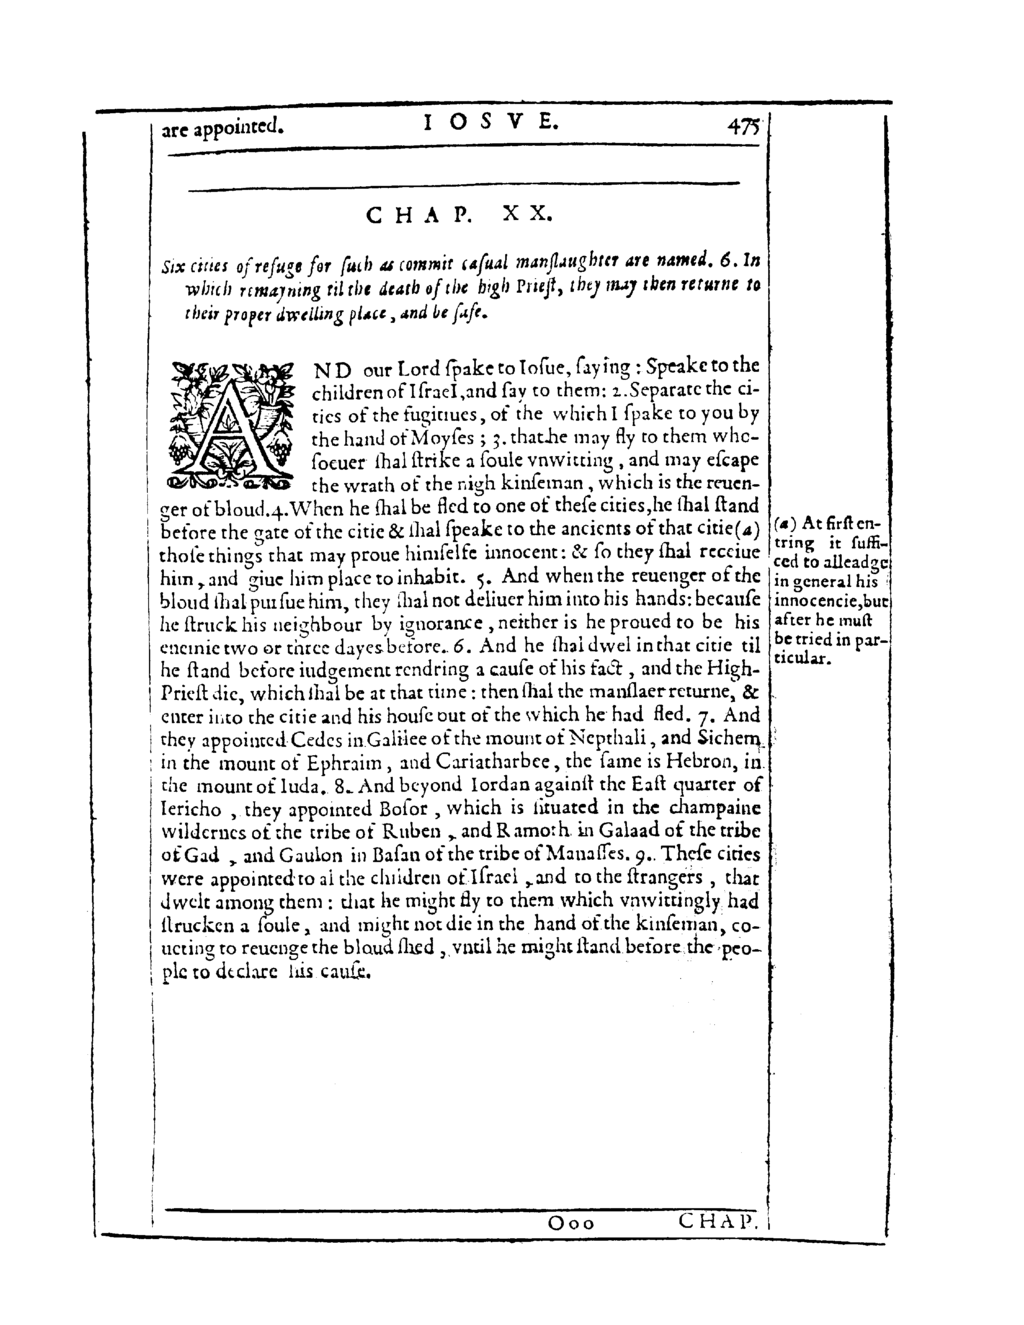 are appointed. IOSVE. 475
CHAP. XX.
Six cities of refuge for ſuch as commit caſual manſlaughter are named. 6. In
which remayning til the death of the high Prieſt, they may then returne to
their proper dwelling place, and be ſafe.
AND our Lord ſpake to Ioſue, ſaying: Speake to the
children of Iſrael, and ſay to them: 2. Separate the ci-
ties of the fugitiues, of the which I ſpake to you by
the hand of Moyſes; 3. that he may fly to them who-
ſoeuer ſhal ſtrike a ſoule vnwitting, and may eſcape
the wrath of the nigh kinſeman, which is the reuen-
ger of bloud. 4. When he ſhal be fled to one of theſe cities, he ſhal ſtand
before the gate of the citie & ſhal ſpeake to the ancients of that citie (a)
thoſe things that may proue himſelfe innocent: & ſo they ſhal receiue
him, and giue him place to inhabit. 5. And when the reuenger of the
bloud ſhal purſue him, they ſhal not deliuer him into his hands: becauſe
he ſtruck his neighbour by ignorance, neither is he proued to be his
enemie two or three dayes before. 6. And he ſhal dwel in that citie til
he ſtand before iudgement rendring a cauſe of his fact, and the High-
Prieſt die, which ſhal be at that time: then ſhal the manſlaer returne, &
enter into the citie and his houſe out of the which he had fled. 7. And
they appointed Cedes in Galilee of the mount of Nepthali, and Sichem
in the mount of Ephraim, and Cariatharbee, the ſame is Hebron, in
the mount of Iuda. 8. And beyond Iordan againſt the Eaſt quarter of
Iericho, they appointed Boſor, which is ſituated in the champaine
wildernes of the tribe of Ruben, and Ramoth in Galaad of the tribe
of Gad, and Gaulon in Baſan of the tribe of Manaſſes. 9. Theſe cities
were appointed to al the children of Iſrael, and to the ſtrangers, that
dwelt among them: that he might fly to them which vnwittingly had
ſtrucken a ſoule, and might not die in the hand of the kinſeman, co-
ueting to reuenge the bloud ſhed, vntil he might ſtand before the peo-
ple to declare his cauſe.
(a) At firſt en-
tring it ſuffi-
ced to alleadge
in general his
innocencie, but
after he muſt
be tried in par-
ticular.
Ooo CHAP.